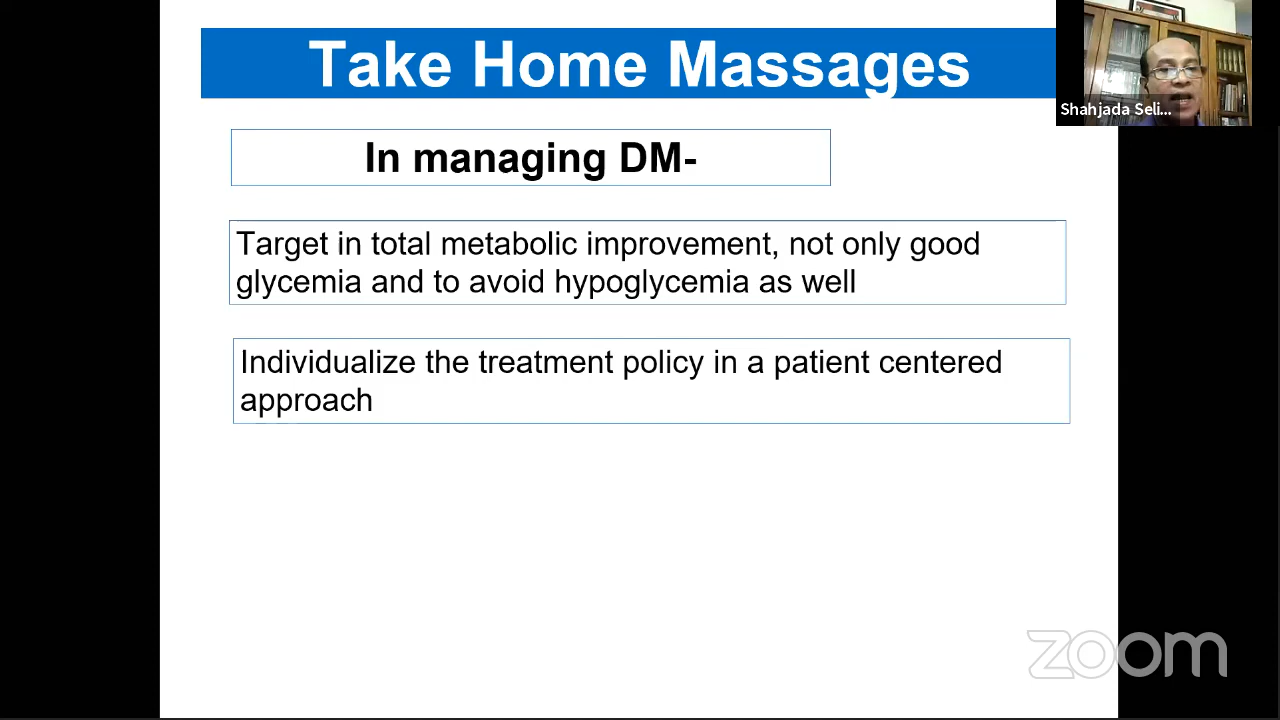 Take Home Massages
Shahjada Seli...
In managing DM-
Target in total metabolic improvement, not only good
glycemia and to avoid hypoglycemia as well
Individualize the treatment policy in a patient centered
approach
zoom